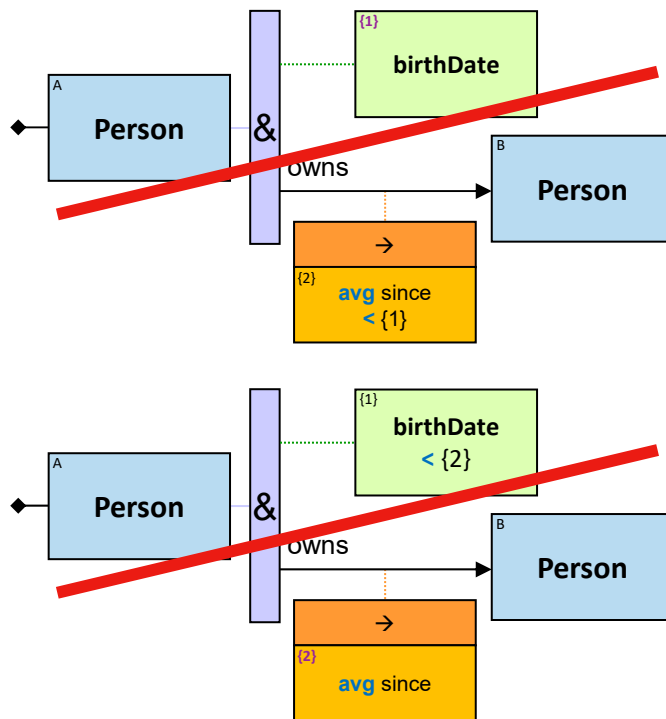 {1}
birthDate
A
Person
&
B
owns
Person
→
{2}
avg since
< {1}
{1}
birthDate
< {2}
A
Person
&
B
owns
Person
→
{2}
avg since